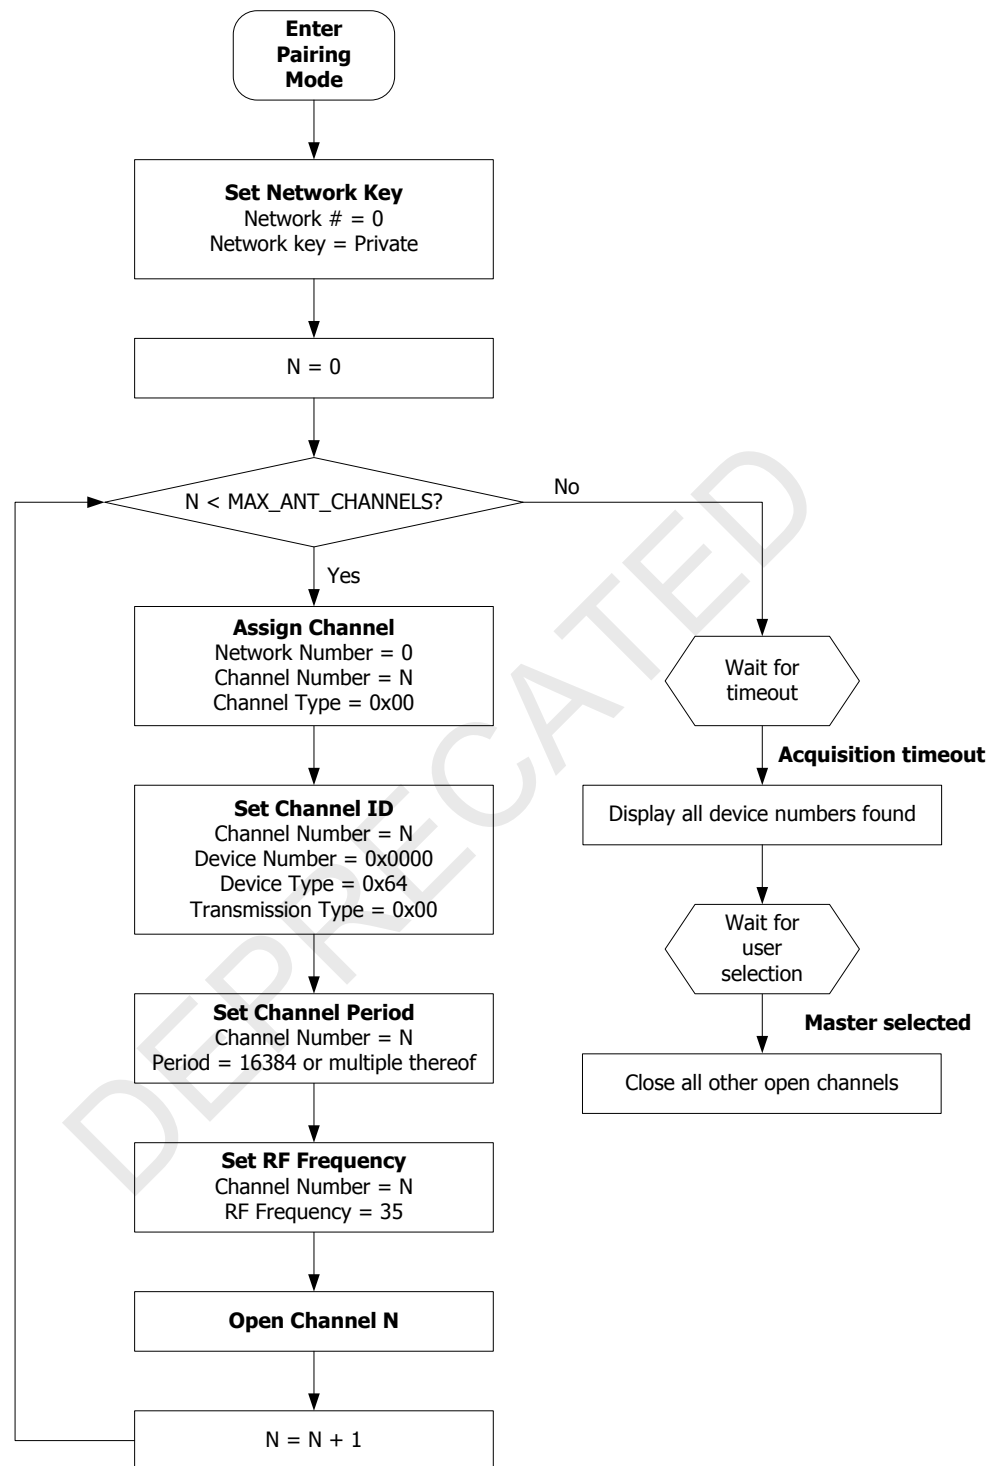 Enter
Pairing
Mode
Set Network Key
Network # = 0
Network key = Private
N = 0
N < MAX_ANT_CHANNELS?
No
Yes
Assign Channel
Network Number = 0
Channel Number = N
Channel Type = 0x00
Set Channel ID
Channel Number = N
Device Number = 0x0000
Device Type = 0x64
Transmission Type = 0x00
Set Channel Period
Channel Number = N
Period = 16384 or multiple thereof
Set RF Frequency
Channel Number = N
RF Frequency = 35
Open Channel N
N = N + 1
Wait for
timeout
Acquisition timeout
Display all device numbers found
Wait for
user
selection
Master selected
Close all other open channels
DEPRECATED